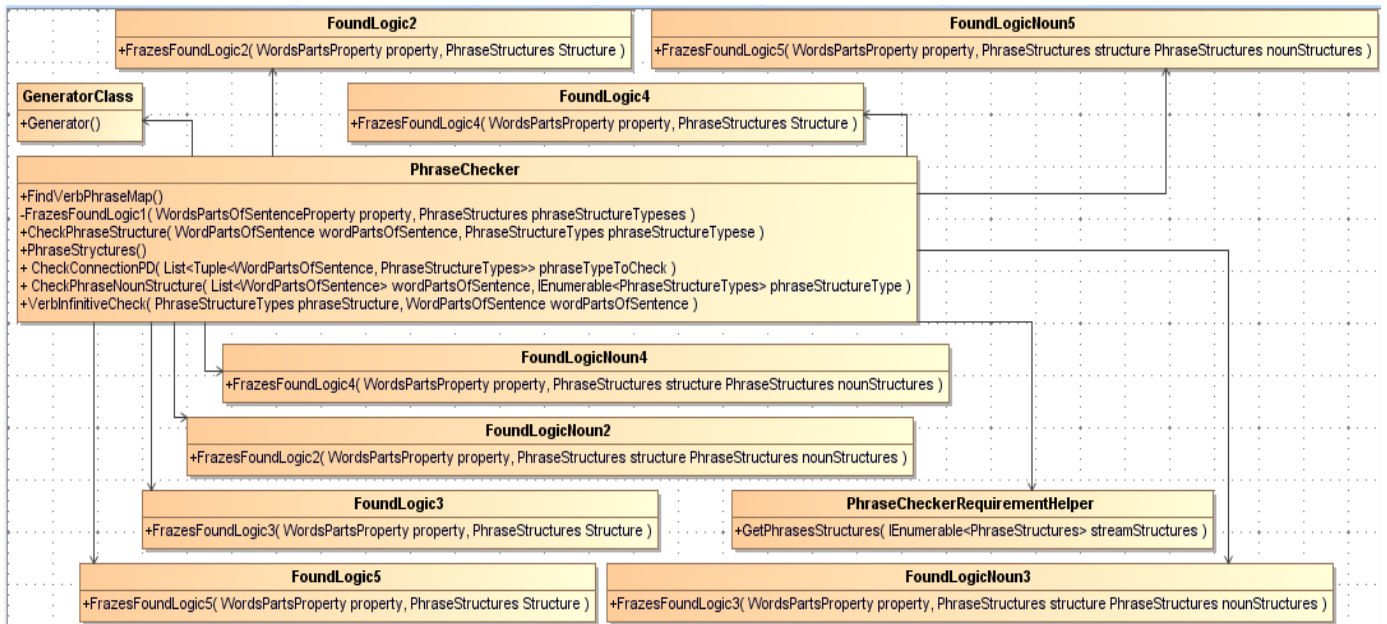 FoundLogic2
+FrazesFoundLogic2( WordsPartsProperty property, PhraseStructures Structure )
FoundLogicNoun5
+FrazesFoundLogic5( WordsPartsProperty property, PhraseStructures structure PhraseStructures nounStructures )
GeneratorClass
+Generator()
FoundLogic4
+FrazesFoundLogic4( WordsPartsProperty property, PhraseStructures Structure )
PhraseChecker
+FindVerbPhraseMap()
-FrazesFoundLogic1( WordsPartsOfSentenceProperty property, PhraseStructures phraseStructureTypeses )
+CheckPhraseStructure( WordPartsOfSentence wordPartsOfSentence, PhraseStructureTypes phraseStructureTypese )
+PhraseStryctures()
+ CheckConnectionPD( List<Tuple<WordPartsOfSentence, PhraseStructureTypes>> phraseTypeToCheck )
+ CheckPhraseNounStructure( List<WordPartsOfSentence> wordPartsOfSentence, IEnumerable<PhraseStructureTypes> phraseStructureType )
+VerbInfinitiveCheck( PhraseStructureTypes phraseStructure, WordPartsOfSentence wordPartsOfSentence )
FoundLogicNoun4
+FrazesFoundLogic4( WordsPartsProperty property, PhraseStructures structure PhraseStructures nounStructures )
FoundLogicNoun2
+FrazesFoundLogic2( WordsPartsProperty property, PhraseStructures structure PhraseStructures nounStructures )
FoundLogic3
+FrazesFoundLogic3( WordsPartsProperty property, PhraseStructures Structure )
PhraseCheckerRequirementHelper
+GetPhrasesStructures( IEnumerable<PhraseStructures> streamStructures )
FoundLogic5
+FrazesFoundLogic5( WordsPartsProperty property, PhraseStructures Structure )
FoundLogicNoun3
+FrazesFoundLogic3( WordsPartsProperty property, PhraseStructures structure PhraseStructures nounStructures )